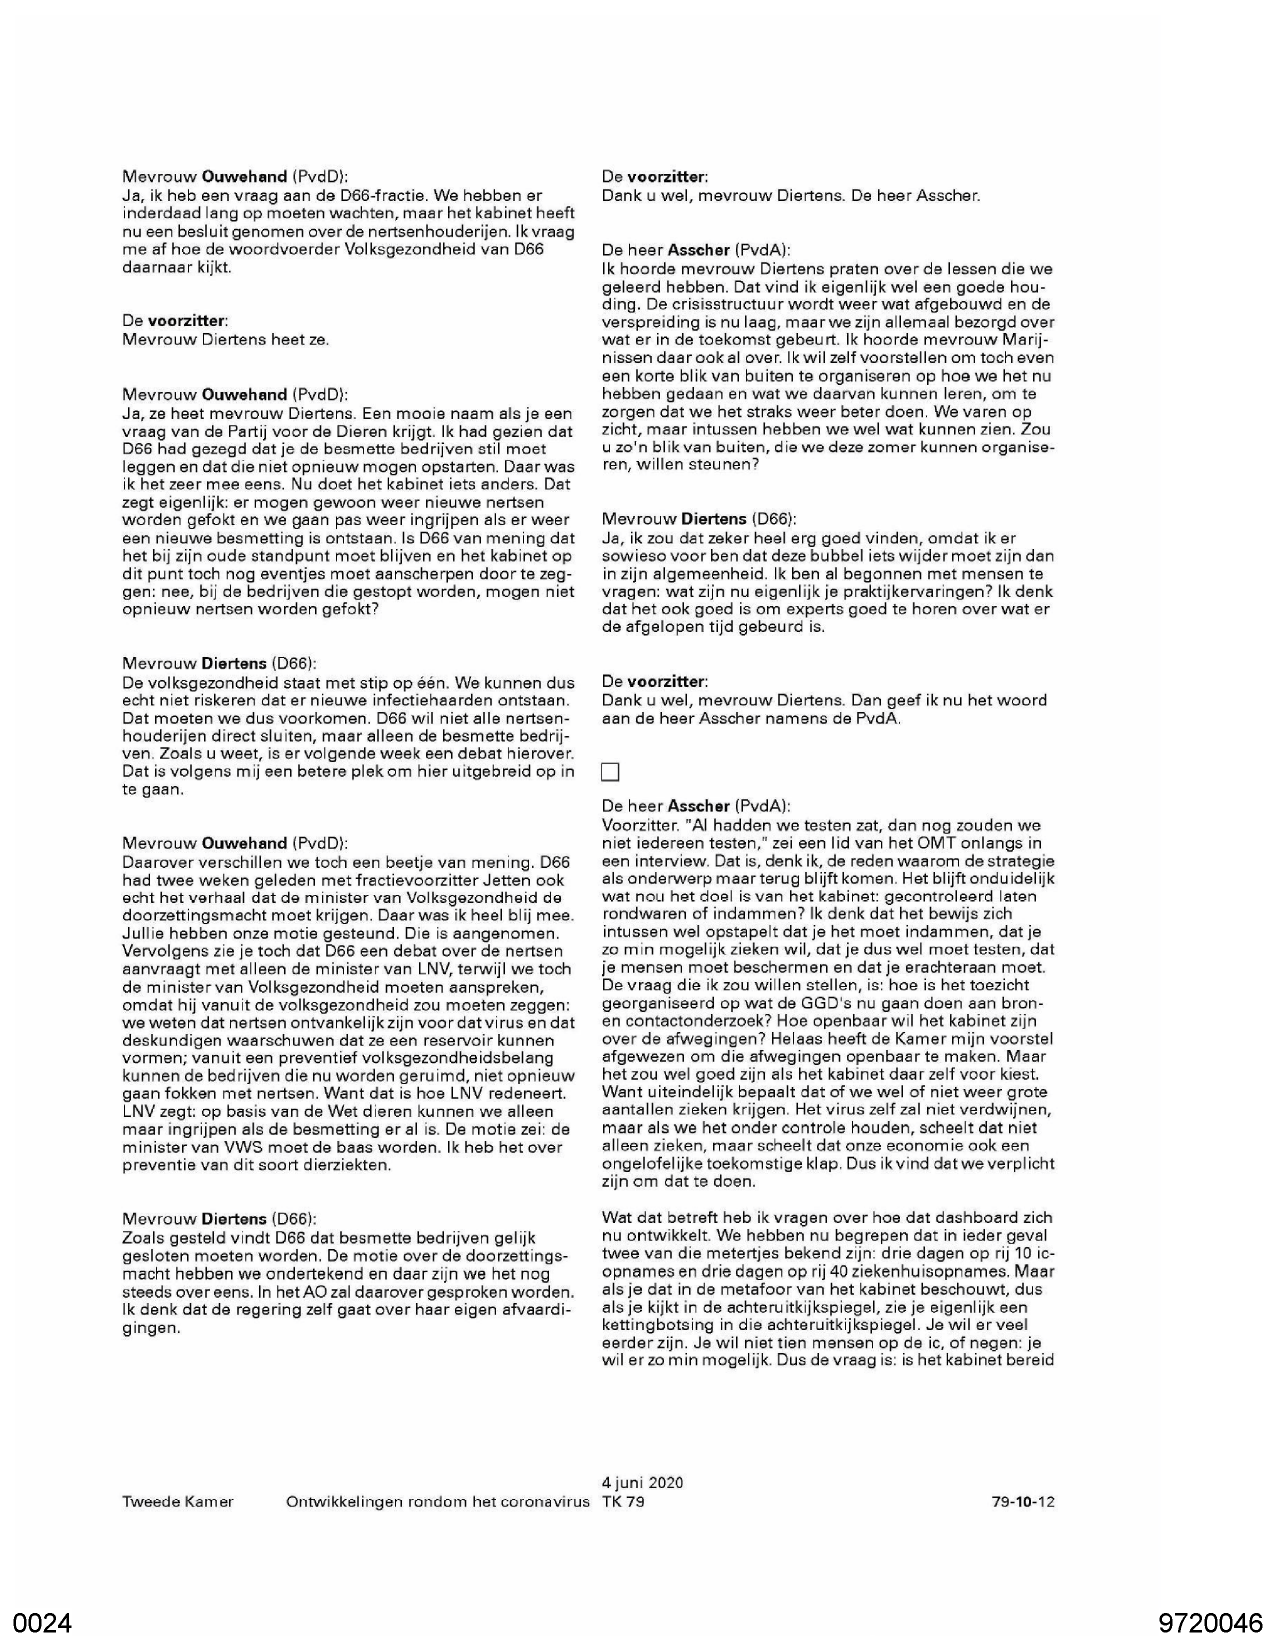 Mevrouw Ouwehand (PvdD):
Ja, ik heb een vraag aan de D66-fractie. We hebben er
inderdaad lang op moeten wachten, maar het kabinet heeft
nu een besluit genomen over de nertsenhouderijen. Ik vraag
me af hoe de woordvoerder Volksgezondheid van D66
daarnaar kijkt.
De voorzitter:
Mevrouw Diertens heet ze.
Mevrouw Ouwehand (PvdD):
Ja, ze heet mevrouw Diertens. Een mooie naam als je een
vraag van de Partij voor de Dieren krijgt. Ik had gezien dat
D66 had gezegd dat je de besmette bedrijven stil moet
leggen en dat die niet opnieuw mogen opstarten. Daar was
ik het zeer mee eens. Nu doet het kabinet iets anders. Dat
zegt eigenlijk: er mogen gewoon weer nieuwe nertsen
worden gefokt en we gaan pas weer ingrijpen als er weer
een nieuwe besmetting is ontstaan. Is D66 van mening dat
het bij zijn oude standpunt moet blijven en het kabinet op
dit punt toch nog eventjes moet aanscherpen door te zeg-
gen: nee, bij de bedrijven die gestopt worden, mogen niet
opnieuw nertsen worden gefokt?
Mevrouw Diertens (D66):
De volksgezondheid staat met stip op één. We kunnen dus
echt niet riskeren dat er nieuwe infectiehaarden ontstaan.
Dat moeten we dus voorkomen. D66 wil niet alle nertsen-
houderijen direct sluiten, maar alleen de besmette bedrij-
ven. Zoals u weet, is er volgende week een debat hierover.
Dat is volgens mij een betere plek om hier uitgebreid op in
te gaan.
Mevrouw Ouwehand (PvdD):
Daarover verschillen we toch een beetje van mening. D66
had twee weken geleden met fractievoorzitter Jetten ook
echt het verhaal dat de minister van Volksgezondheid de
doorzettingsmacht moet krijgen. Daar was ik heel blij mee.
Jullie hebben onze motie gesteund. Die is aangenomen.
Vervolgens zie je toch dat D66 een debat over de nertsen
aanvraagt met alleen de minister van LNV, terwijl we toch
de minister van Volksgezondheid moeten aanspreken,
omdat hij vanuit de volksgezondheid zou moeten zeggen:
we weten dat nertsen ontvankelijk zijn voor dat virus en dat
deskundigen waarschuwen dat ze een reservoir kunnen
vormen; vanuit een preventief volksgezondheidsbelang
kunnen de bedrijven die nu worden geruimd, niet opnieuw
gaan fokken met nertsen. Want dat is hoe LNV redeneert.
LNV zegt: op basis van de Wet dieren kunnen we alleen
maar ingrijpen als de besmetting er al is. De motie zei: de
minister van VWS moet de baas worden. Ik heb het over
preventie van dit soort dierziekten.
Mevrouw Diertens (D66):
Zoals gesteld vindt D66 dat besmette bedrijven gelijk
gesloten moeten worden. De motie over de doorzettings-
macht hebben we ondertekend en daar zijn we het nog
steeds over eens. In het AO zal daarover gesproken worden.
Ik denk dat de regering zelf gaat over haar eigen afvaardi-
gingen.
De voorzitter:
Dank u wel, mevrouw Diertens. De heer Asscher.
De heer Asscher (PvdA):
Ik hoorde mevrouw Diertens praten over de lessen die we
geleerd hebben. Dat vind ik eigenlijk wel een goede hou-
ding. De crisisstructuur wordt weer wat afgebouwd en de
verspreiding is nu laag, maar we zijn allemaal bezorgd over
wat er in de toekomst gebeurt. Ik hoorde mevrouw Marij-
nissen daar ook al over. Ik wil zelf voorstellen om toch even
een korte blik van buiten te organiseren op hoe we het nu
hebben gedaan en wat we daarvan kunnen leren, om te
zorgen dat we het straks weer beter doen. We varen op
zicht, maar intussen hebben we wel wat kunnen zien. Zou
u zo'n blik van buiten, die we deze zomer kunnen organise-
ren, willen steunen?
Mevrouw Diertens (D66):
Ja, ik zou dat zeker heel erg goed vinden, omdat ik er
sowieso voor ben dat deze bubbel iets wijder moet zijn dan
in zijn algemeenheid. Ik ben al begonnen met mensen te
vragen: wat zijn nu eigenlijk je praktijkervaringen? Ik denk
dat het ook goed is om experts goed te horen over wat er
de afgelopen tijd gebeurd is.
De voorzitter:
Dank u wel, mevrouw Diertens. Dan geef ik nu het woord
aan de heer Asscher namens de PvdA.
De heer Asscher (PvdA):
Voorzitter. "Al hadden we testen zat, dan nog zouden we
niet iedereen testen," zei een lid van het OMT onlangs in
een interview. Dat is, denk ik, de reden waarom de strategie
als onderwerp maar terug blijft komen. Het blijft onduidelijk
wat nou het doel is van het kabinet: gecontroleerd laten
rondwaren of indammen? Ik denk dat het bewijs zich
intussen wel opstapelt dat je het moet indammen, dat je
zo min mogelijk zieken wil, dat je dus wel moet testen, dat
je mensen moet beschermen en dat je erachteraan moet.
De vraag die ik zou willen stellen, is: hoe is het toezicht
georganiseerd op wat de GGD's nu gaan doen aan bron-
en contactonderzoek? Hoe openbaar wil het kabinet zijn
over de afwegingen? Helaas heeft de Kamer mijn voorstel
afgewezen om die afwegingen openbaar te maken. Maar
het zou wel goed zijn als het kabinet daar zelf voor kiest.
Want uiteindelijk bepaalt dat of we wel of niet weer grote
aantallen zieken krijgen. Het virus zelf zal niet verdwijnen,
maar als we het onder controle houden, scheelt dat niet
alleen zieken, maar scheelt dat onze economie ook een
ongelofelijke toekomstige klap. Dus ik vind dat we verplicht
zijn om dat te doen.
Wat dat betreft heb ik vragen over hoe dat dashboard zich
nu ontwikkelt. We hebben nu begrepen dat in ieder geval
twee van die metertjes bekend zijn: drie dagen op rij 10 ic-
opnames en drie dagen op rij 40 ziekenhuisopnames. Maar
als je dat in de metafoor van het kabinet beschouwt, dus
als je kijkt in de achteruitkijkspiegel, zie je eigenlijk een
kettingbotsing in die achteruitkijkspiegel. Je wil er veel
eerder zijn. Je wil niet tien mensen op de ic, of negen: je
wil er zo min mogelijk. Dus de vraag is: is het kabinet bereid
4 juni 2020
Tweede Kamer Ontwikkelingen rondom het coronavirus TK 79 79-10-12
0024 9720046